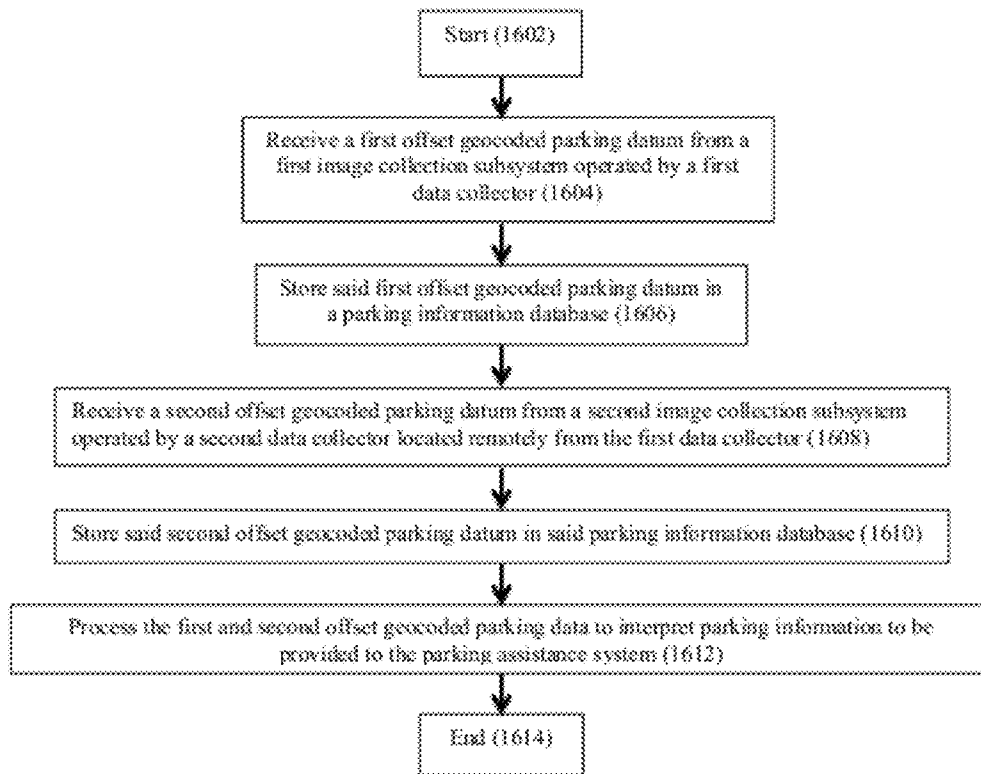 Start (1602)
Receive a first offset geocoded parking datum from a
first image collection subsystem operated by a first
data collector (1604)
Store said first offset geocoded parking datum in
a parking information database (1606)
Receive a second offset geocoded parking datum from a second image collection subsystem
operated by a second data collector located remotely from the first data collector (1608)
Store said second offset geocoded parking datum in said parking information database (1610)
Process the first and second offset geocoded parking data to interpret parking information to be
provided to the parking assistance system (1612)
End (1614)